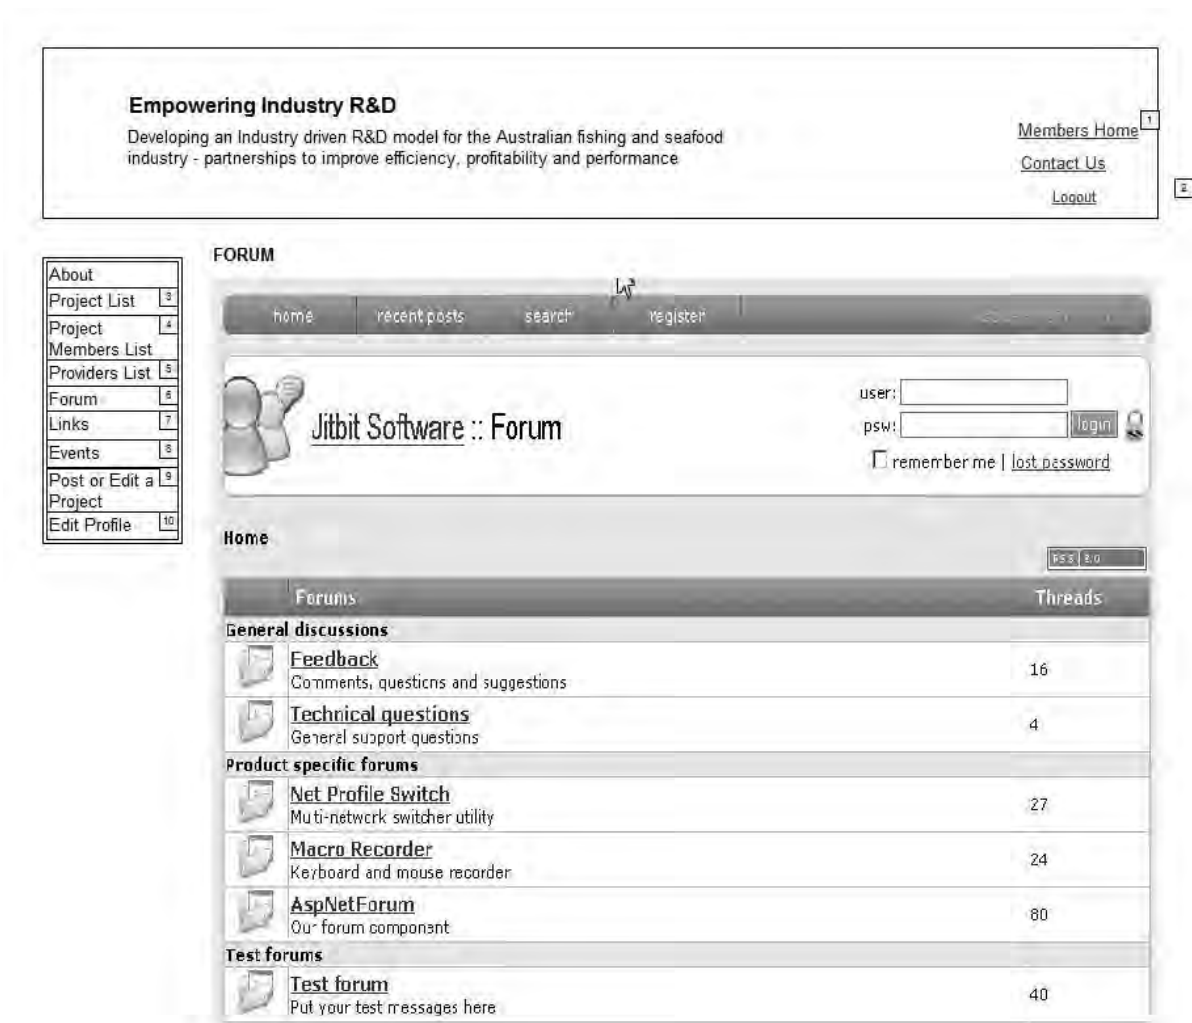 Empowering Industry R&D
Developing an Industry driven R&D model for the Australian fishing and seafood
industry - partnerships to improve efficiency, profitability and performance
Members Home 1
Contact Us
2
Logout
FORUM
About
Project List 3
Project 4
Members List
Providers List 5
Forum 6
Links 7
Events 8
Post or Edit a 9
Project
Edit Profile 10
home recent posts search register
Jitbit Software :: Forum
user:
psw: login
remember me | lost password
Home
RSS 2.0
Forums Threads
General discussions
Feedback
Comments, questions and suggestions
16
Technical questions
General support questions
4
Product specific forums
Net Profile Switch
Multi-network switcher utility
27
Macro Recorder
Keyboard and mouse recorder
24
AspNetForum
Our forum component
80
Test forums
Test forum
Put your test messages here
40